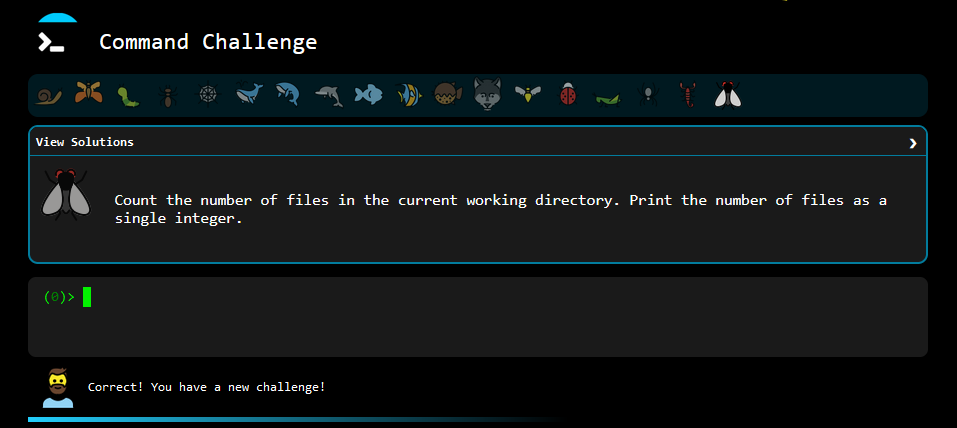 Command Challenge
View Solutions
Count the number of files in the current working directory. Print the number of files as a
single integer.
(0)>
Correct! You have a new challenge!